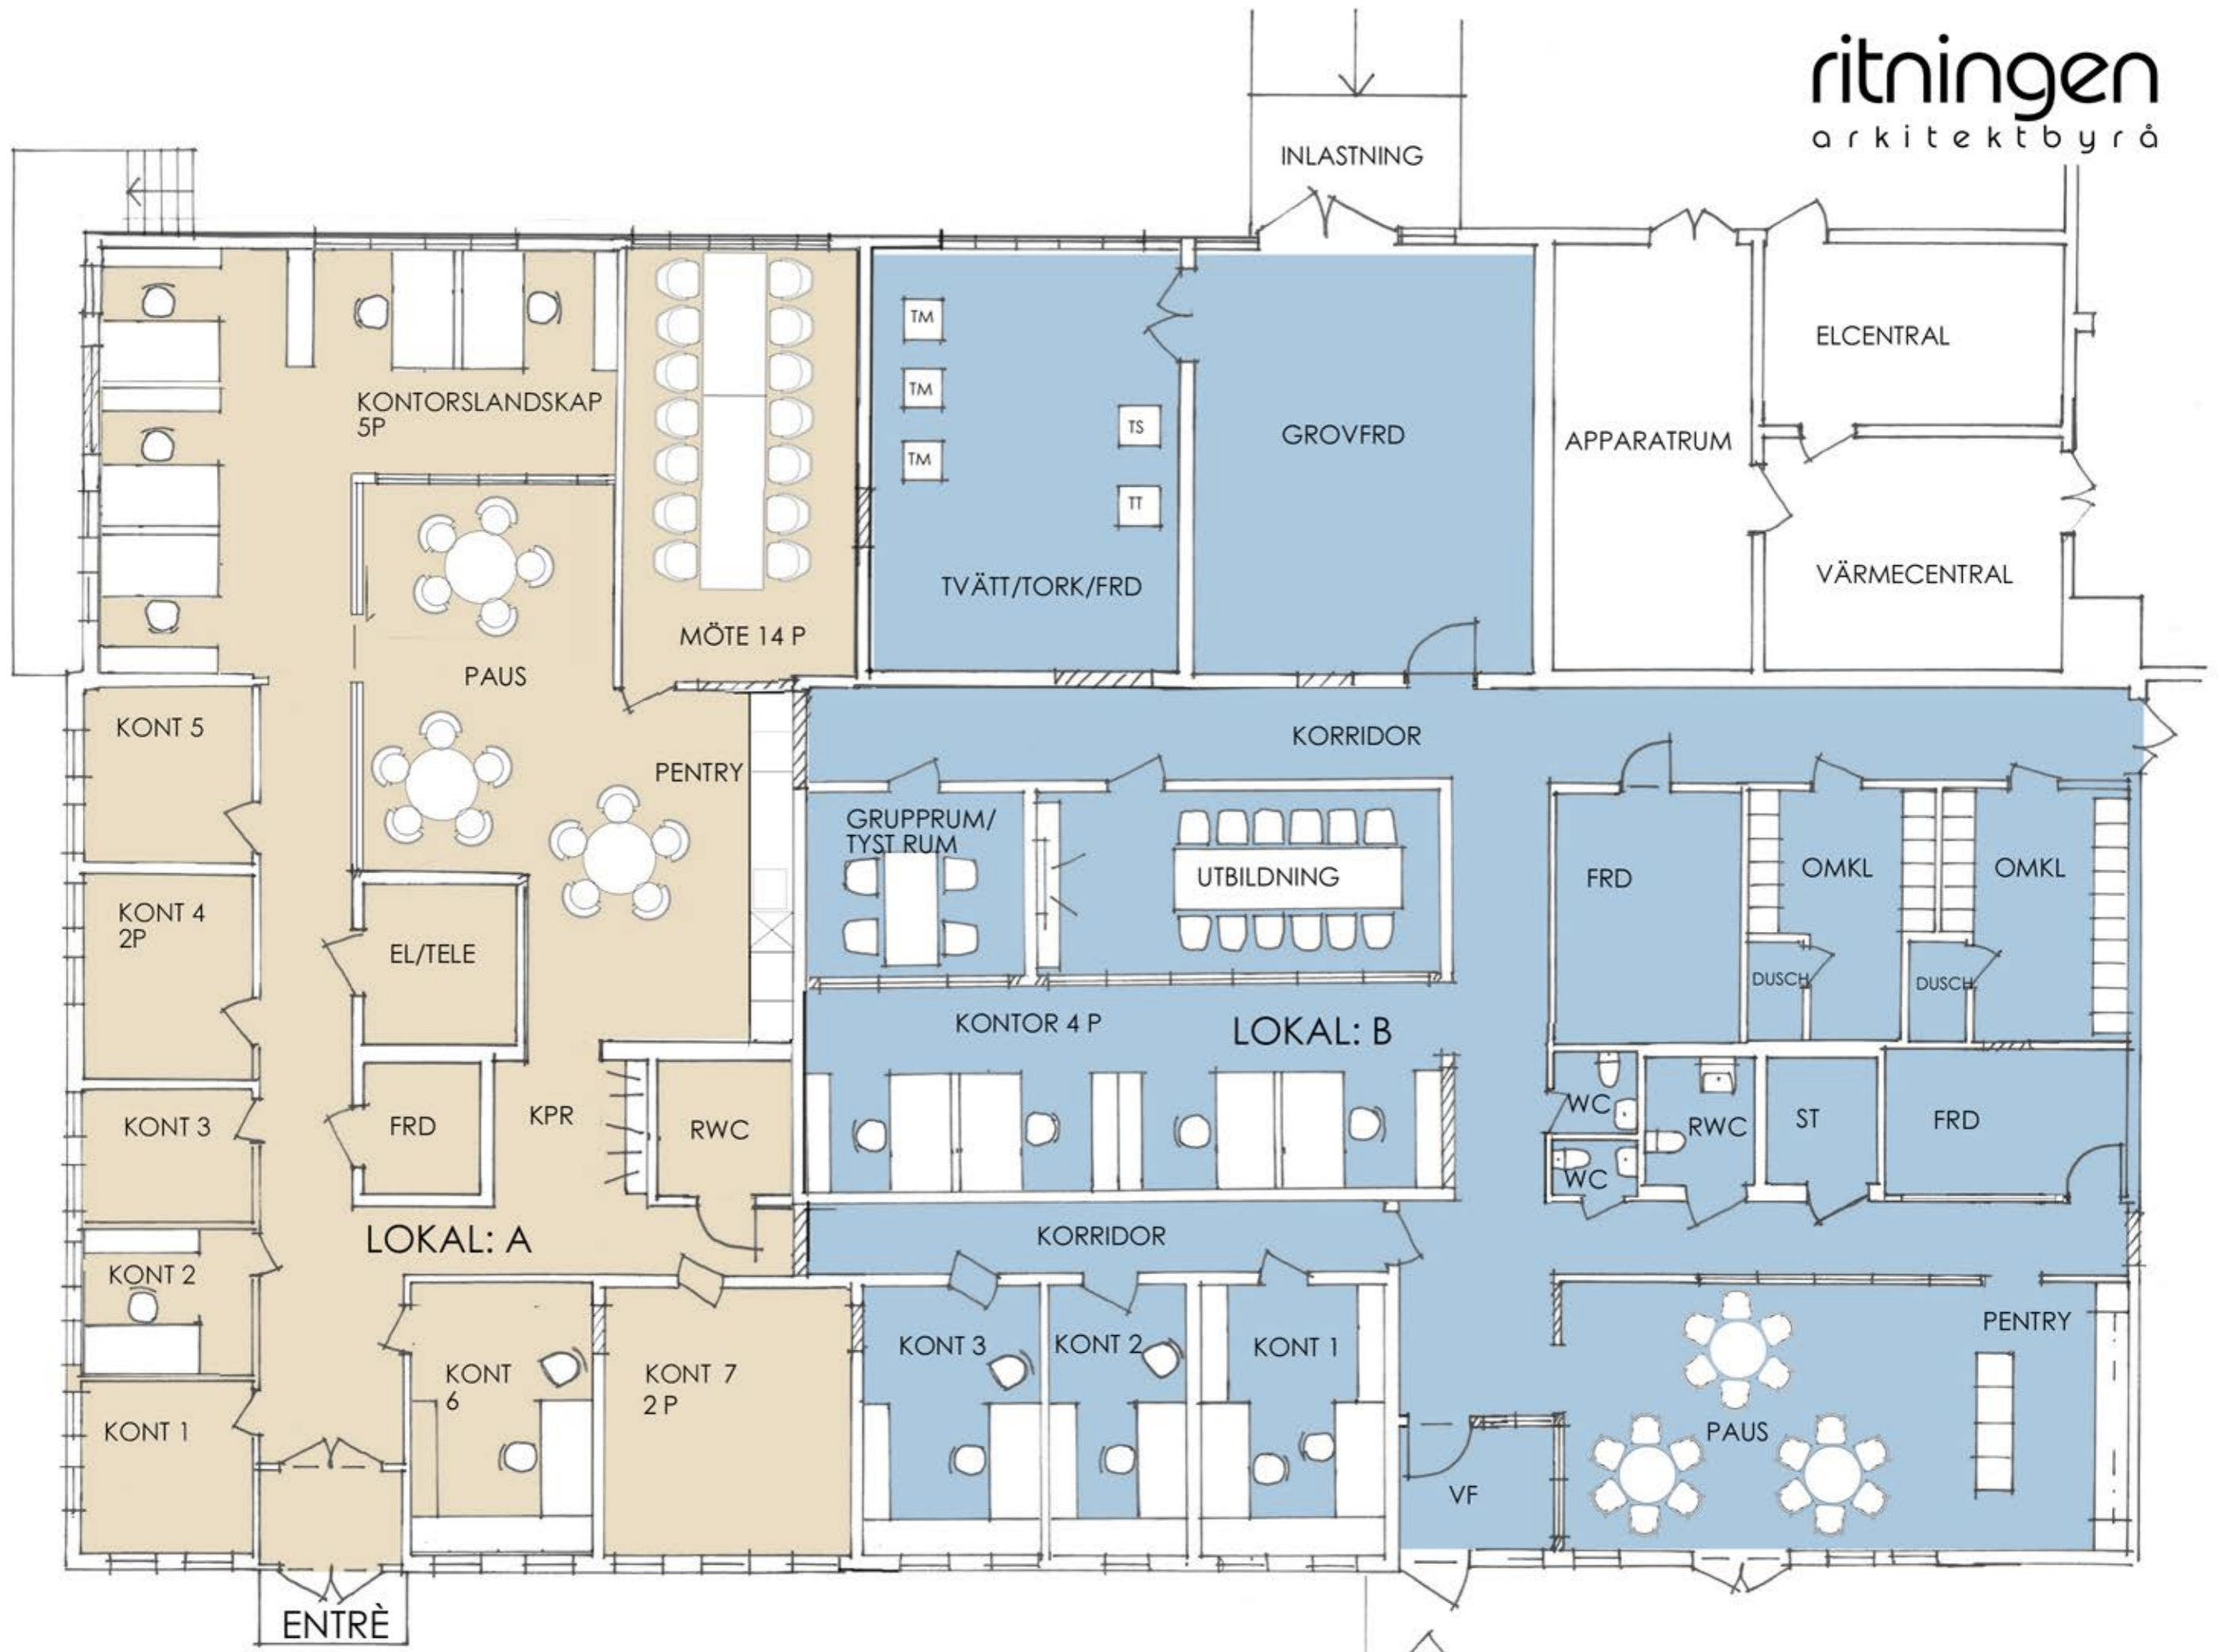 ritningen
arkitektbyrå
INLASTNING
TM
TM
TM
TS
TT
KONTORSLANDSKAP
5P
GROVFRD
APPARATRUM
ELCENTRAL
VÄRMECENTRAL
TVÄTT/TORK/FRD
MÖTE 14 P
PAUS
KONT 5
KORRIDOR
PENTRY
GRUPPRUM/
TYST RUM
UTBILDNING
FRD
OMKL
OMKL
KONT 4
2P
EL/TELE
DUSCH
DUSCH
KONTOR 4 P
LOKAL: B
KONT 3
FRD
KPR
RWC
WC
RWC
ST
FRD
WC
LOKAL: A
KORRIDOR
KONT 2
KONT 6
KONT 7
2 P
KONT 3
KONT 2
KONT 1
PENTRY
KONT 1
PAUS
VF
ENTRÈ